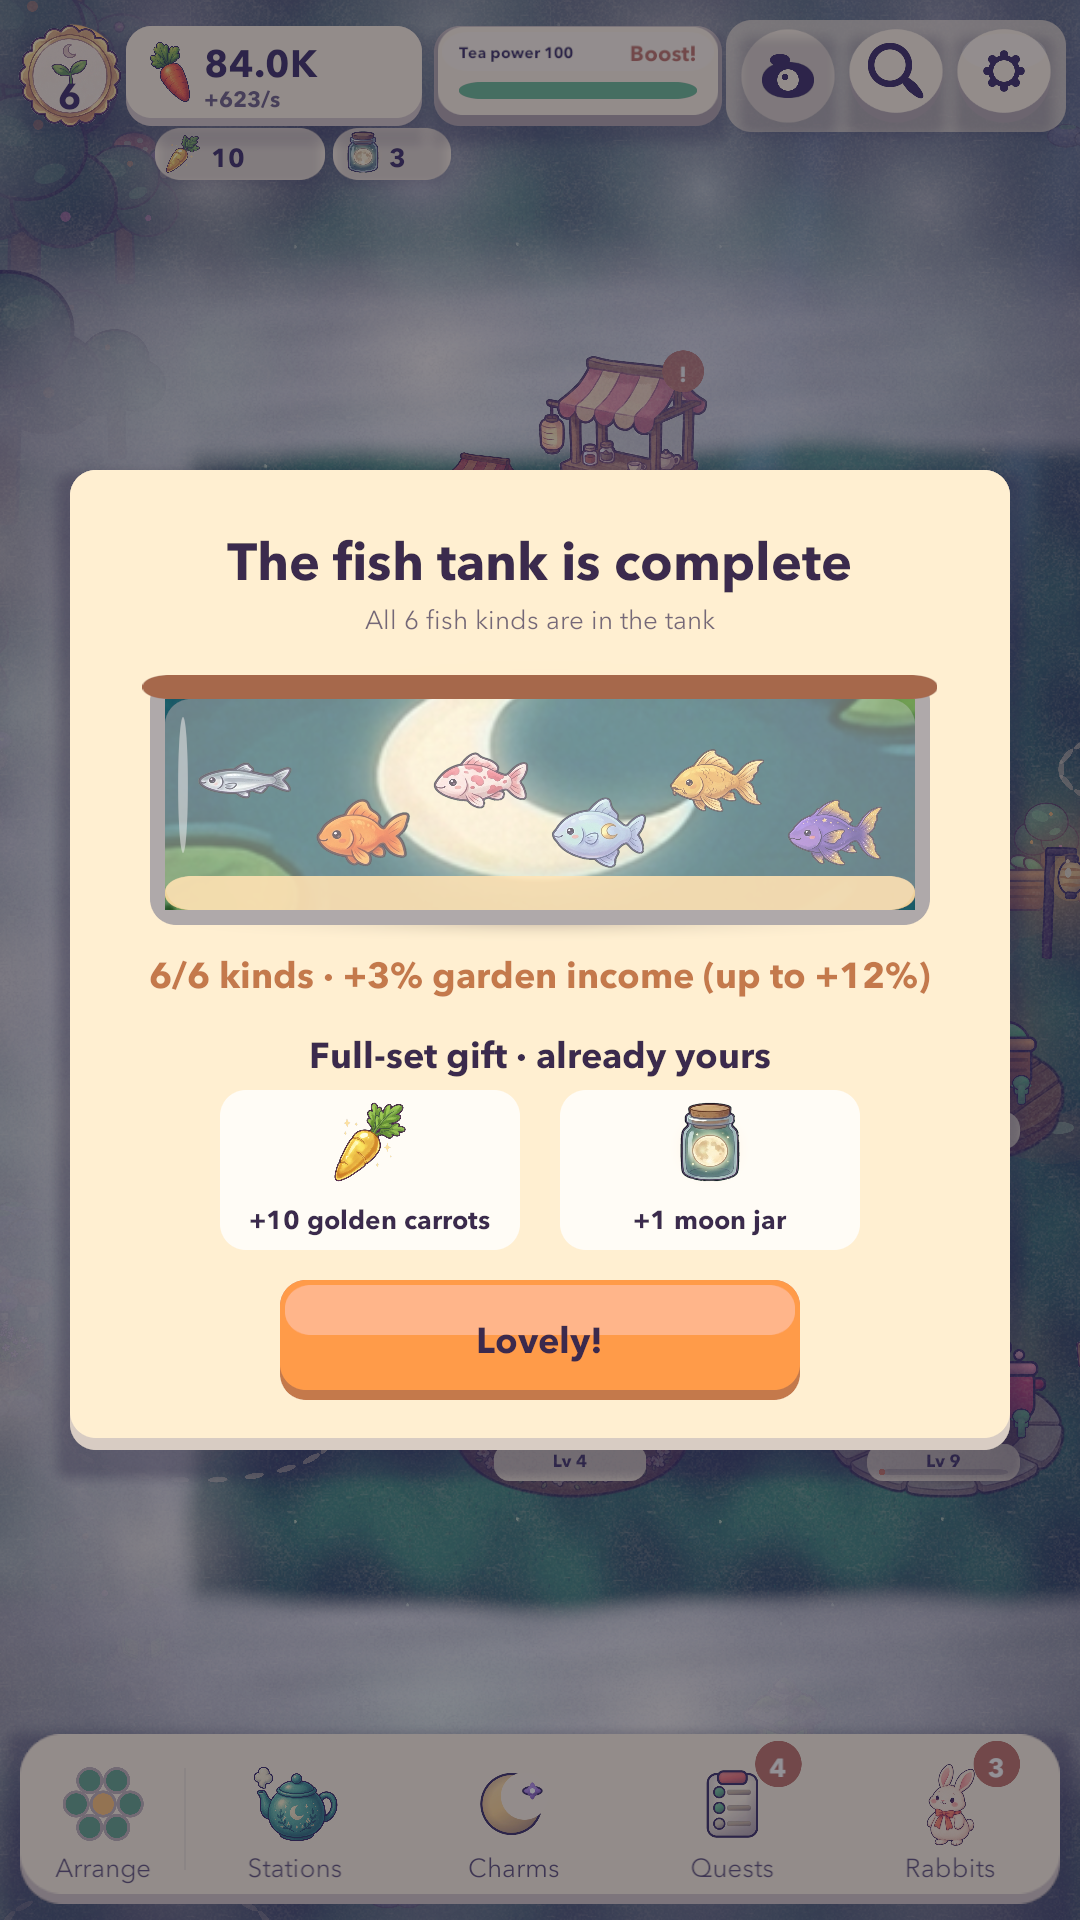 6
84.0K
+623/s
Tea power 100
Boost!
10
3
!
The fish tank is complete
All 6 fish kinds are in the tank
6/6 kinds · +3% garden income (up to +12%)
Full-set gift · already yours
+10 golden carrots
+1 moon jar
Lovely!
Lv 4
Lv 9
4
3
Arrange
Stations
Charms
Quests
Rabbits